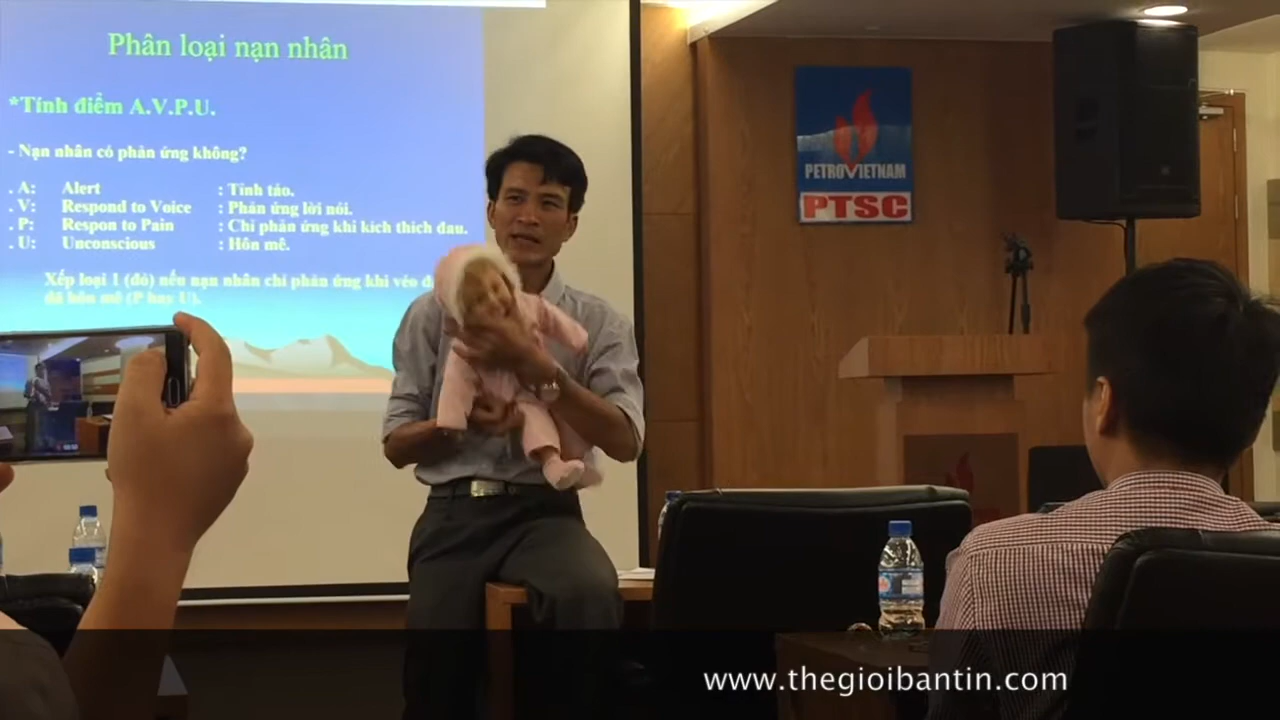 Phân loại nạn nhân
*Tính điểm A.V.P.U.
- Nạn nhân có phản ứng không?
. A: Alert : Tỉnh táo.
. V: Respond to Voice : Phản ứng lời nói.
. P: Respon to Pain : Chỉ phản ứng khi kích thích đau.
. U: Unconscious : Hôn mê.
Xếp loại 1 (đỏ) nếu nạn nhân chỉ phản ứng khi véo
đã hôn mê (P hay U).
PETROVIETNAM
PTSC
www.thegioibantin.com